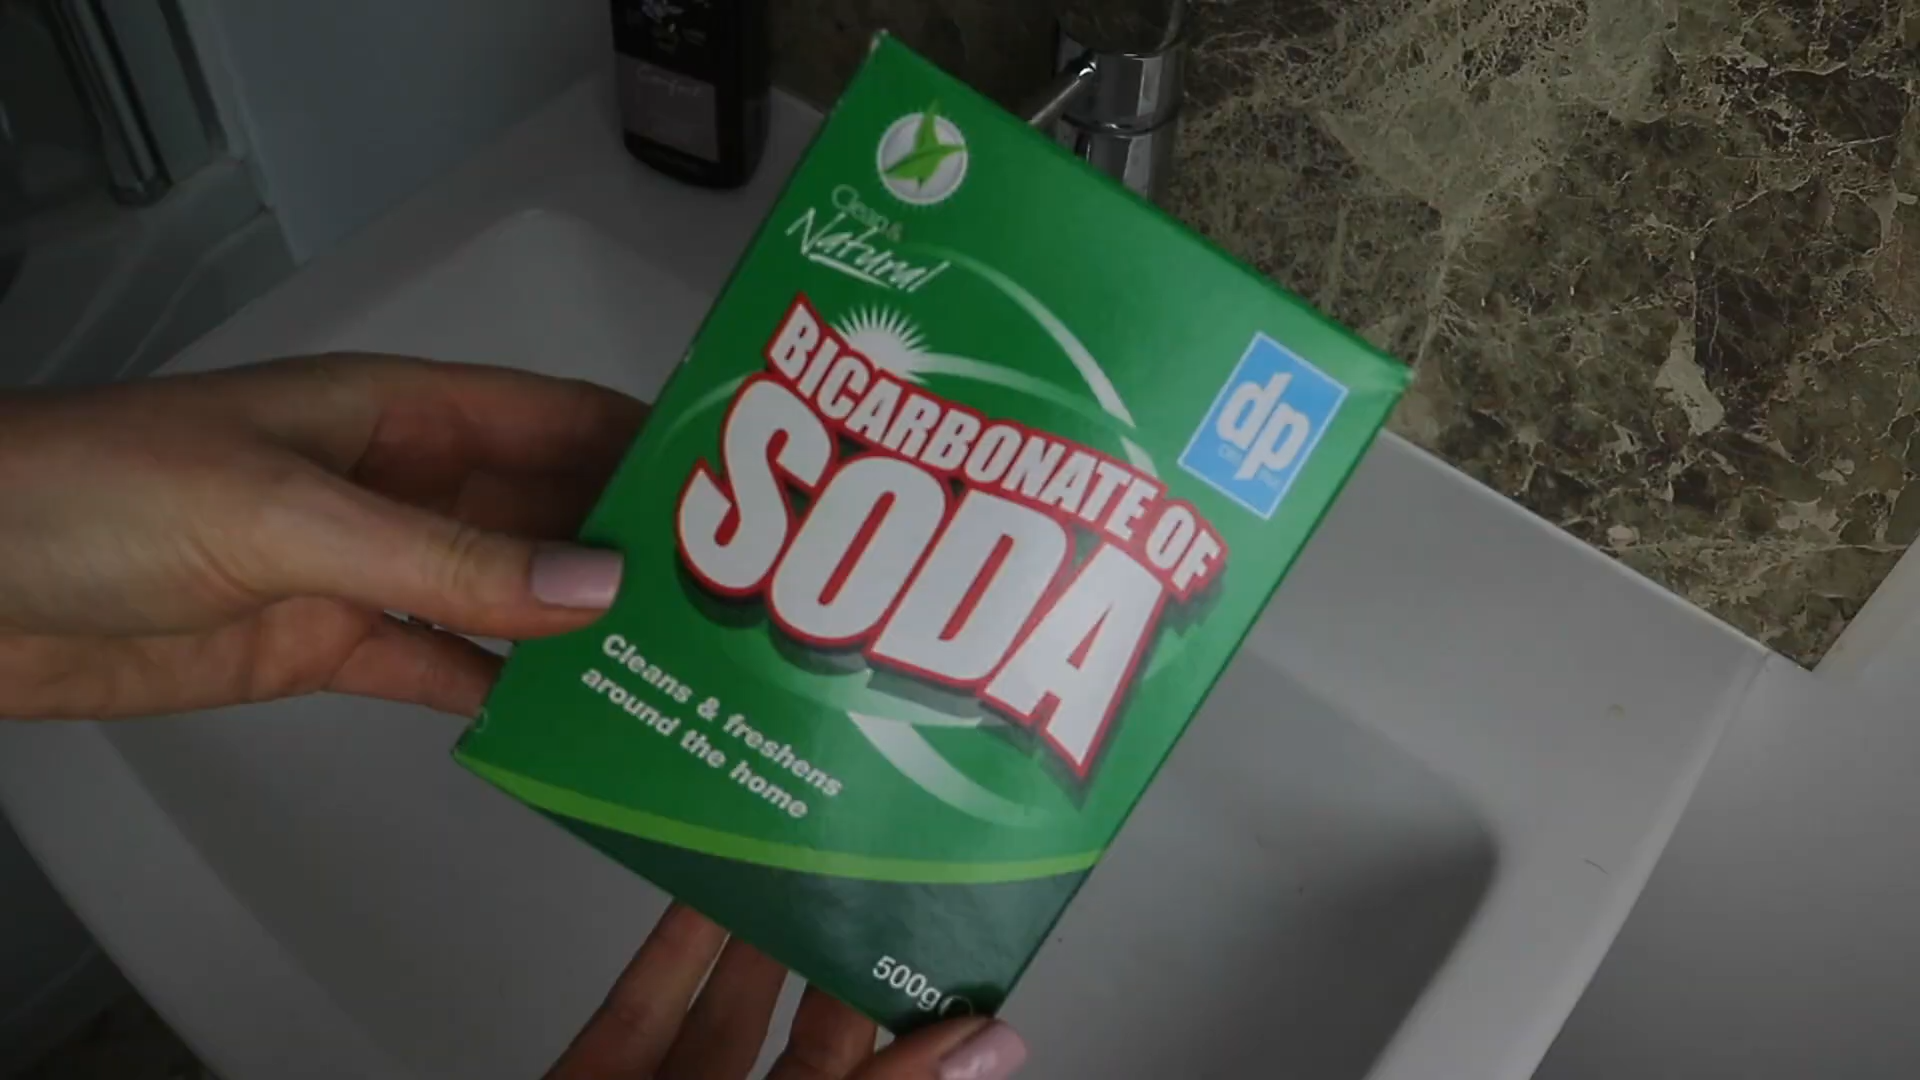 Clean &
Natural
BICARBONATE OF
SODA
dp
Cleans & freshens
around the home
500g